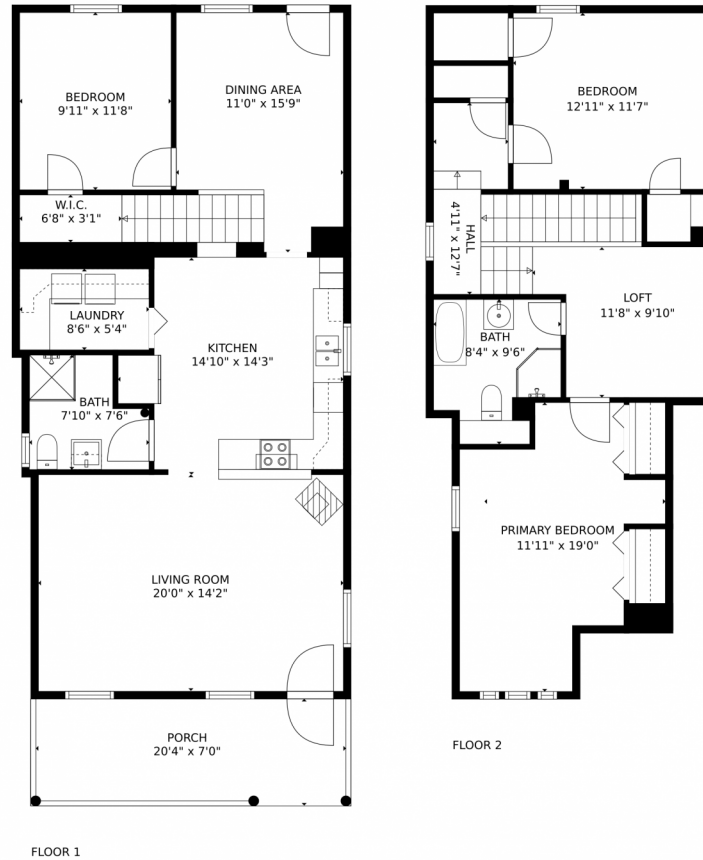 BEDROOM
9'11" x 11'8"
DINING AREA
11'0" x 15'9"
W.I.C.
6'8" x 3'1"
LAUNDRY
8'6" x 5'4"
KITCHEN
14'10" x 14'3"
BATH
7'10" x 7'6"
LIVING ROOM
20'0" x 14'2"
PORCH
20'4" x 7'0"
FLOOR 1
BEDROOM
12'11" x 11'7"
HALL
4'11" x 12'7"
LOFT
11'8" x 9'10"
BATH
8'4" x 9'6"
PRIMARY BEDROOM
11'11" x 19'0"
FLOOR 2